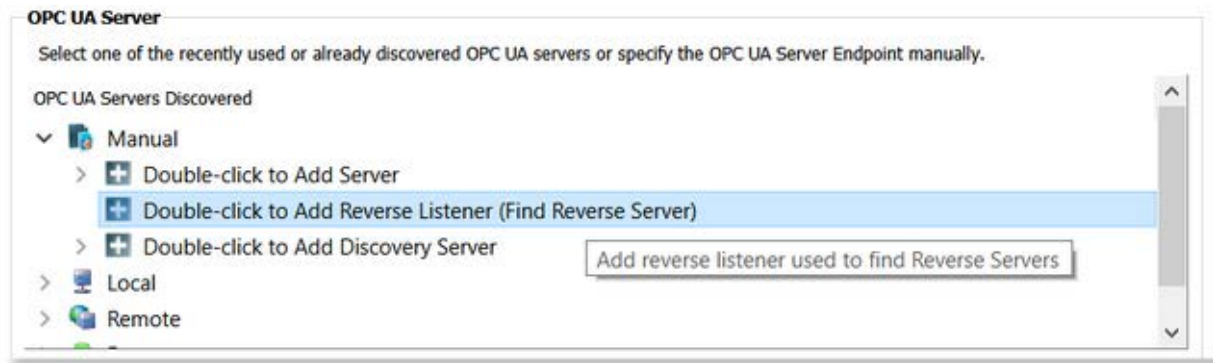 OPC UA Server
Select one of the recently used or already discovered OPC UA servers or specify the OPC UA Server Endpoint manually.
OPC UA Servers Discovered
Manual
Double-click to Add Server
Double-click to Add Reverse Listener (Find Reverse Server)
Double-click to Add Discovery Server
Add reverse listener used to find Reverse Servers
Local
Remote